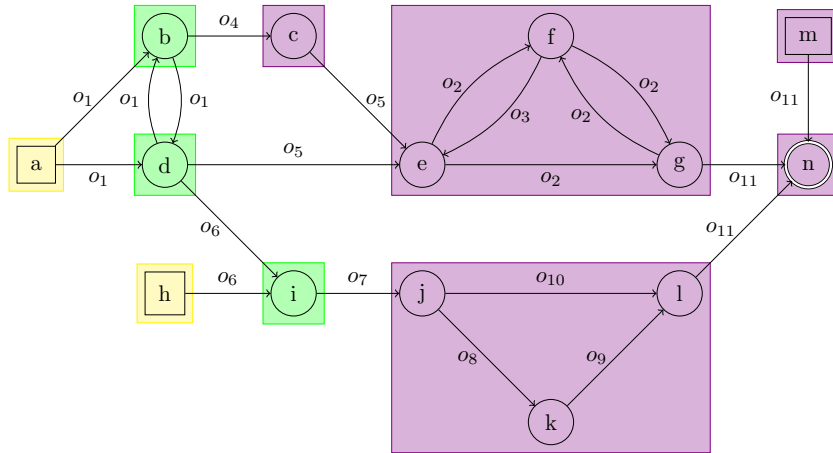 b o₄ c f m
o₁ o₁ o₁ o₅ o₂ o₃ o₂ o₂ o₁₁
a o₁ d o₅ e o₂ g o₁₁ n
o₆ o₁₁
h o₆ i o₇ j o₁₀ l
o₈ o₉
k